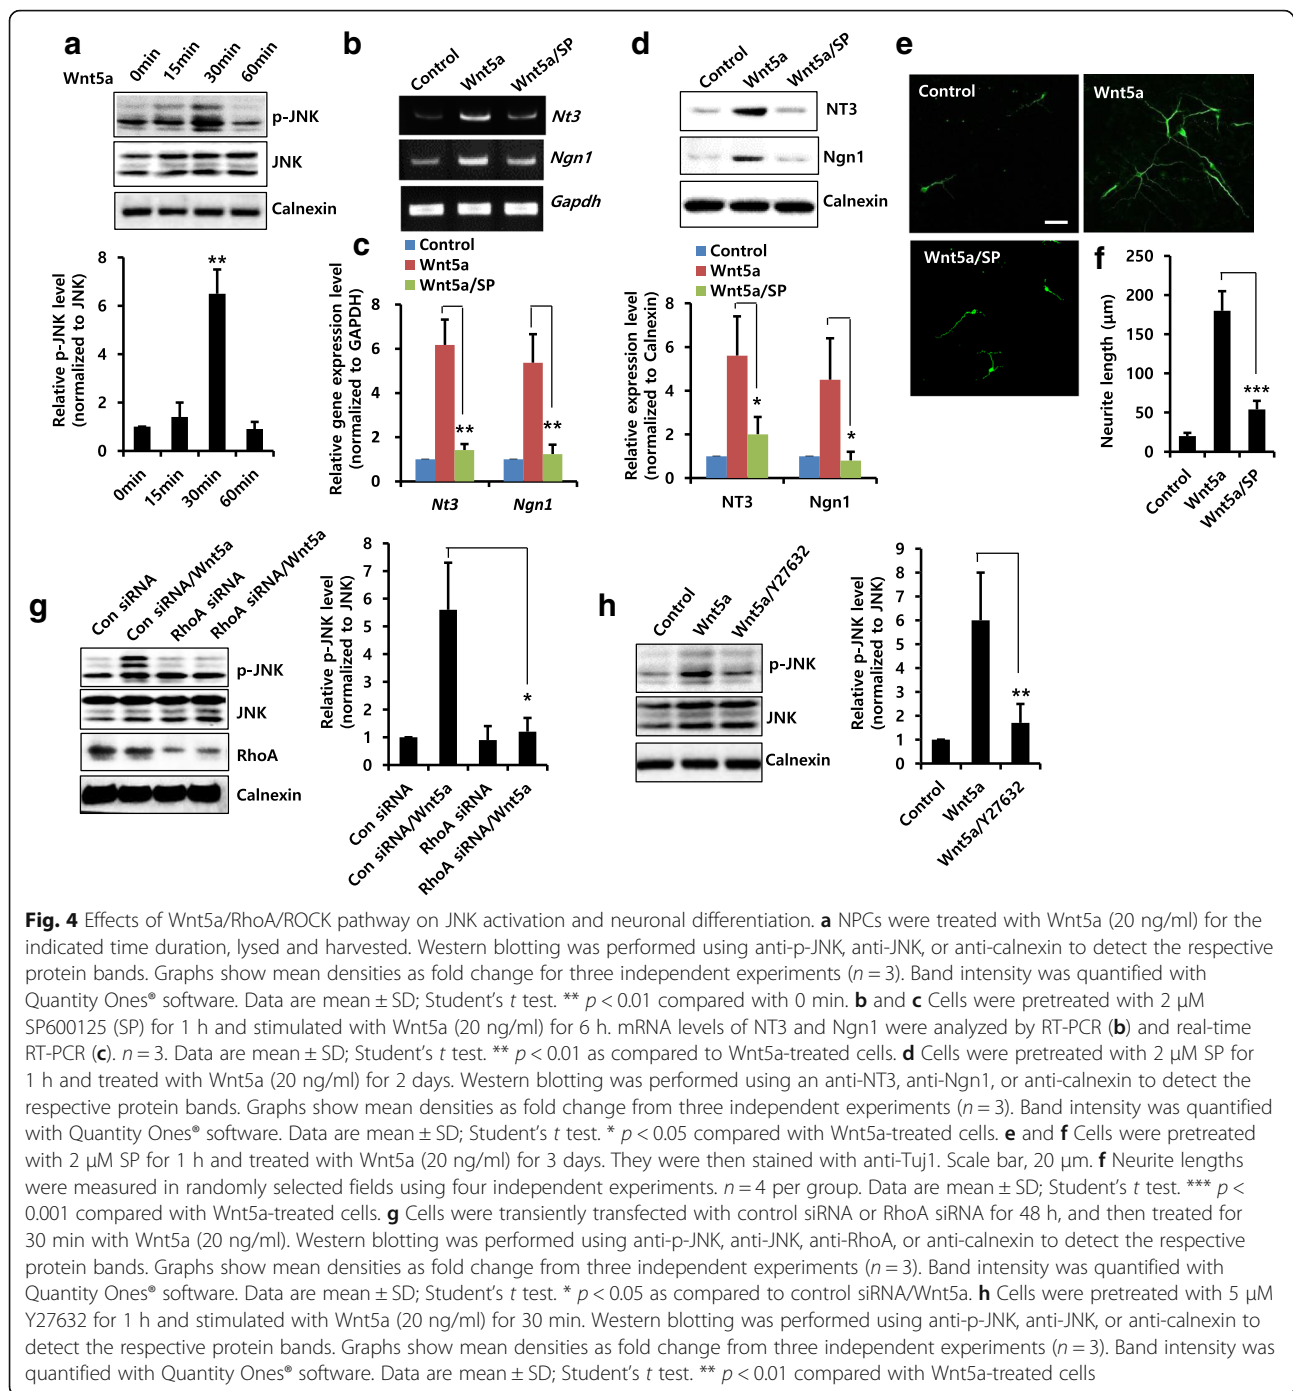 a
Wnt5a
0min
15min
30min
60min
p-JNK
JNK
Calnexin
Relative p-JNK level
(normalized to JNK)
8
6
4
2
0
**
0min
15min
30min
60min
b
Control
Wnt5a
Wnt5a/SP
Nt3
Ngn1
Gapdh
c
Control
Wnt5a
Wnt5a/SP
Relative gene expression level
(normalized to GAPDH)
8
6
4
2
0
**
**
Nt3
Ngn1
d
Control
Wnt5a
Wnt5a/SP
NT3
Ngn1
Calnexin
Control
Wnt5a
Wnt5a/SP
Relative expression level
(normalized to Calnexin)
8
6
4
2
0
*
*
NT3
Ngn1
e
Control
Wnt5a
Wnt5a/SP
f
Neurite length (µm)
250
200
150
100
50
0
***
Control
Wnt5a
Wnt5a/SP
g
Con siRNA
Con siRNA/Wnt5a
RhoA siRNA
RhoA siRNA/Wnt5a
p-JNK
JNK
RhoA
Calnexin
Relative p-JNK level
(normalized to JNK)
8
7
6
5
4
3
2
1
0
*
Con siRNA
Con siRNA/Wnt5a
RhoA siRNA
RhoA siRNA/Wnt5a
h
Control
Wnt5a
Wnt5a/Y27632
p-JNK
JNK
Calnexin
Relative p-JNK level
(normalized to JNK)
9
8
7
6
5
4
3
2
1
0
**
Control
Wnt5a
Wnt5a/Y27632
Fig. 4 Effects of Wnt5a/RhoA/ROCK pathway on JNK activation and neuronal differentiation. a NPCs were treated with Wnt5a (20 ng/ml) for the
indicated time duration, lysed and harvested. Western blotting was performed using anti-p-JNK, anti-JNK, or anti-calnexin to detect the respective
protein bands. Graphs show mean densities as fold change for three independent experiments (n = 3). Band intensity was quantified with
Quantity Ones® software. Data are mean ± SD; Student's t test. ** p < 0.01 compared with 0 min. b and c Cells were pretreated with 2 µM
SP600125 (SP) for 1 h and stimulated with Wnt5a (20 ng/ml) for 6 h. mRNA levels of NT3 and Ngn1 were analyzed by RT-PCR (b) and real-time
RT-PCR (c). n = 3. Data are mean ± SD; Student's t test. ** p < 0.01 as compared to Wnt5a-treated cells. d Cells were pretreated with 2 µM SP for
1 h and treated with Wnt5a (20 ng/ml) for 2 days. Western blotting was performed using an anti-NT3, anti-Ngn1, or anti-calnexin to detect the
respective protein bands. Graphs show mean densities as fold change from three independent experiments (n = 3). Band intensity was quantified
with Quantity Ones® software. Data are mean ± SD; Student's t test. * p < 0.05 compared with Wnt5a-treated cells. e and f Cells were pretreated
with 2 µM SP for 1 h and treated with Wnt5a (20 ng/ml) for 3 days. They were then stained with anti-Tuj1. Scale bar, 20 µm. f Neurite lengths
were measured in randomly selected fields using four independent experiments. n = 4 per group. Data are mean ± SD; Student's t test. *** p <
0.001 compared with Wnt5a-treated cells. g Cells were transiently transfected with control siRNA or RhoA siRNA for 48 h, and then treated for
30 min with Wnt5a (20 ng/ml). Western blotting was performed using anti-p-JNK, anti-JNK, anti-RhoA, or anti-calnexin to detect the respective
protein bands. Graphs show mean densities as fold change from three independent experiments (n = 3). Band intensity was quantified with
Quantity Ones® software. Data are mean ± SD; Student's t test. * p < 0.05 as compared to control siRNA/Wnt5a. h Cells were pretreated with 5 µM
Y27632 for 1 h and stimulated with Wnt5a (20 ng/ml) for 30 min. Western blotting was performed using anti-p-JNK, anti-JNK, or anti-calnexin to
detect the respective protein bands. Graphs show mean densities as fold change from three independent experiments (n = 3). Band intensity was
quantified with Quantity Ones® software. Data are mean ± SD; Student's t test. ** p < 0.01 compared with Wnt5a-treated cells